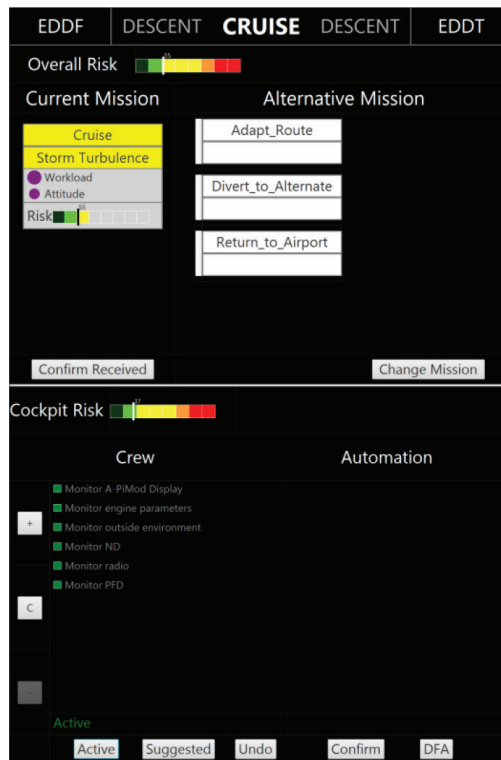 EDDF DESCENT CRUISE DESCENT EDDT
Overall Risk
Current Mission Alternative Mission
Cruise
Storm Turbulence
Workload
Attitude
Risk
Adapt_Route
Divert_to_Alternate
Return_to_Airport
Confirm Received Change Mission
Cockpit Risk
Crew Automation
Monitor A-PiMod Display
Monitor engine parameters
Monitor outside environment
Monitor ND
Monitor radio
Monitor PFD
+
C
-
Active
Active Suggested Undo Confirm DFA